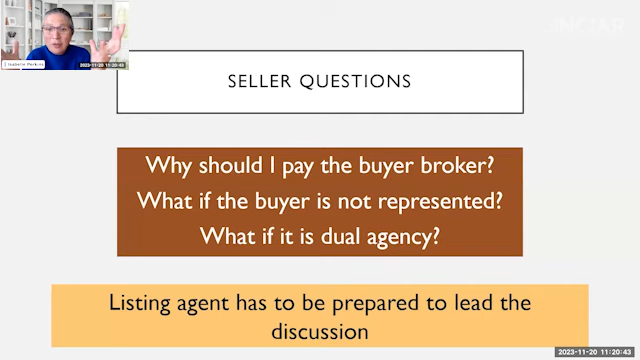 Isabelle Perkins
2023-11-20 11:20:43
SELLER QUESTIONS
Why should I pay the buyer broker?
What if the buyer is not represented?
What if it is dual agency?
Listing agent has to be prepared to lead the
discussion
2023-11-20 11:20:43